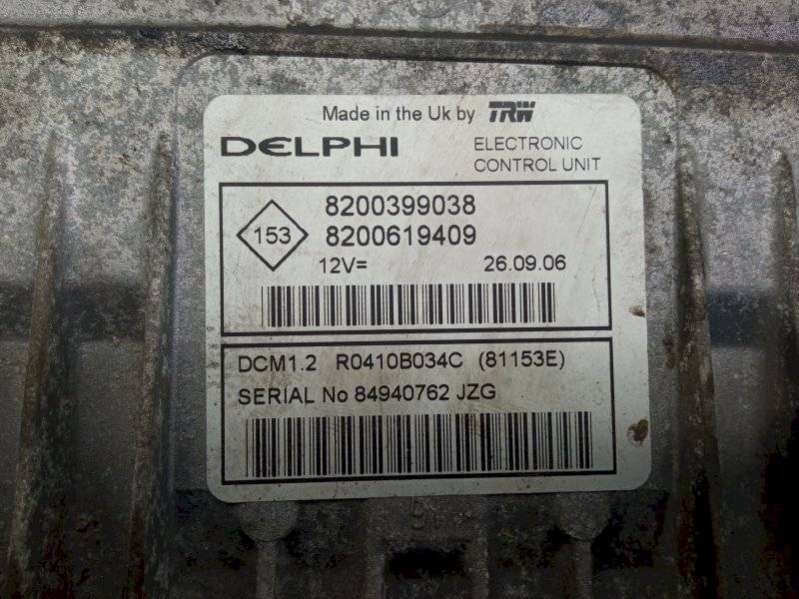 Made in the Uk by TRW
DELPHI ELECTRONIC
CONTROL UNIT
8200399038
153
8200619409
12V= 26.09.06
DCM1.2 R0410B034C (81153E)
SERIAL No 84940762 JZG